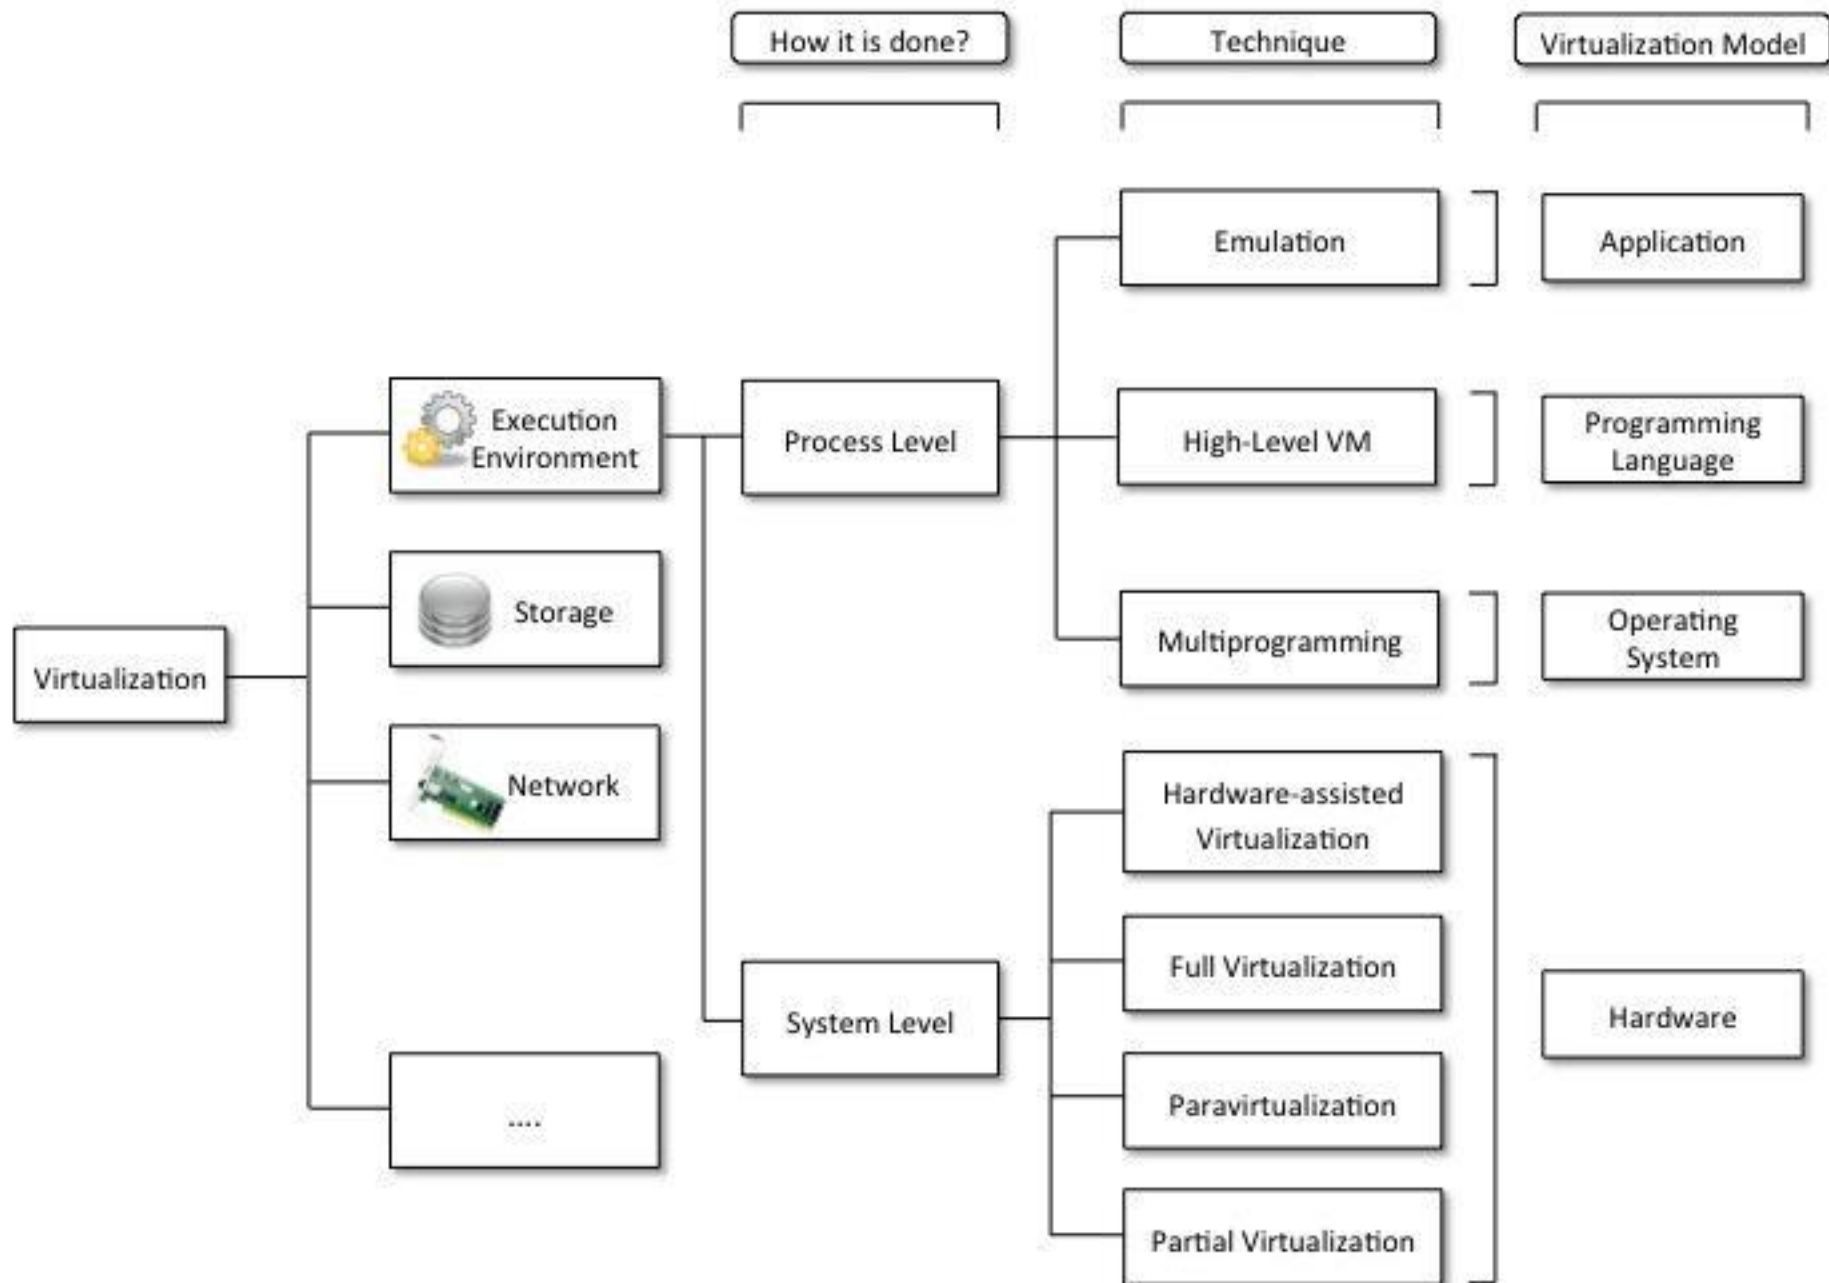 How it is done?
Technique
Virtualization Model
Emulation
Application
Execution
Environment
Process Level
High-Level VM
Programming
Language
Storage
Multiprogramming
Operating
System
Virtualization
Network
Hardware-assisted
Virtualization
Full Virtualization
System Level
Hardware
Paravirtualization
....
Partial Virtualization